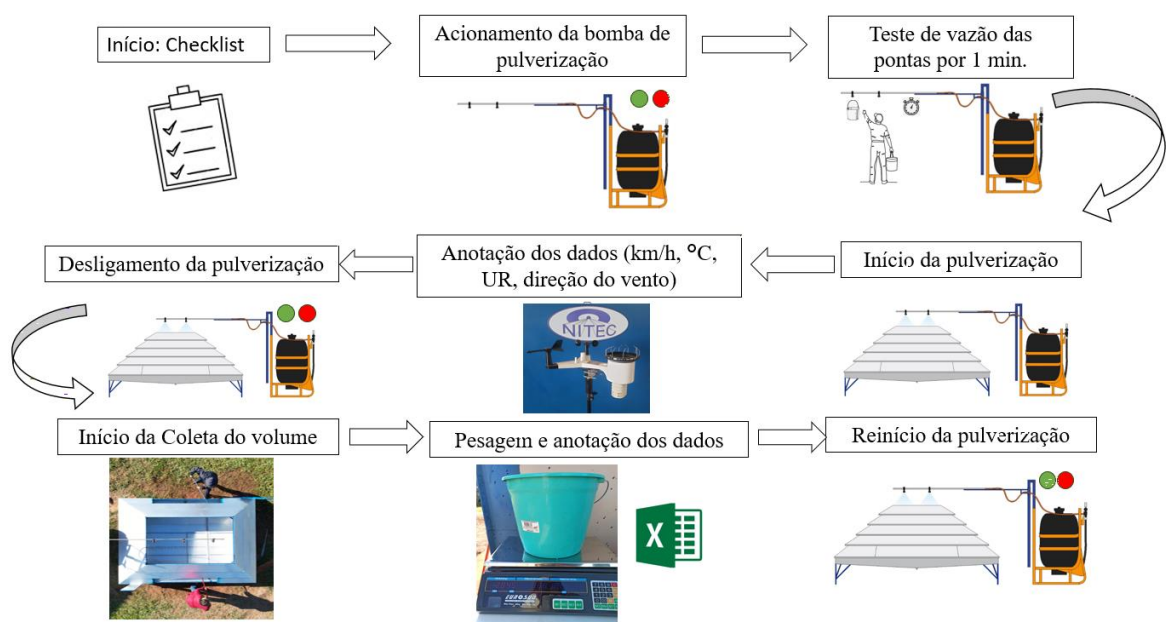 Início: Checklist
Acionamento da bomba de
pulverização
Teste de vazão das
pontas por 1 min.
Desligamento da pulverização
Anotação dos dados (km/h, °C,
UR, direção do vento)
Início da pulverização
NITEC
Início da Coleta do volume
Pesagem e anotação dos dados
Reinício da pulverização
X